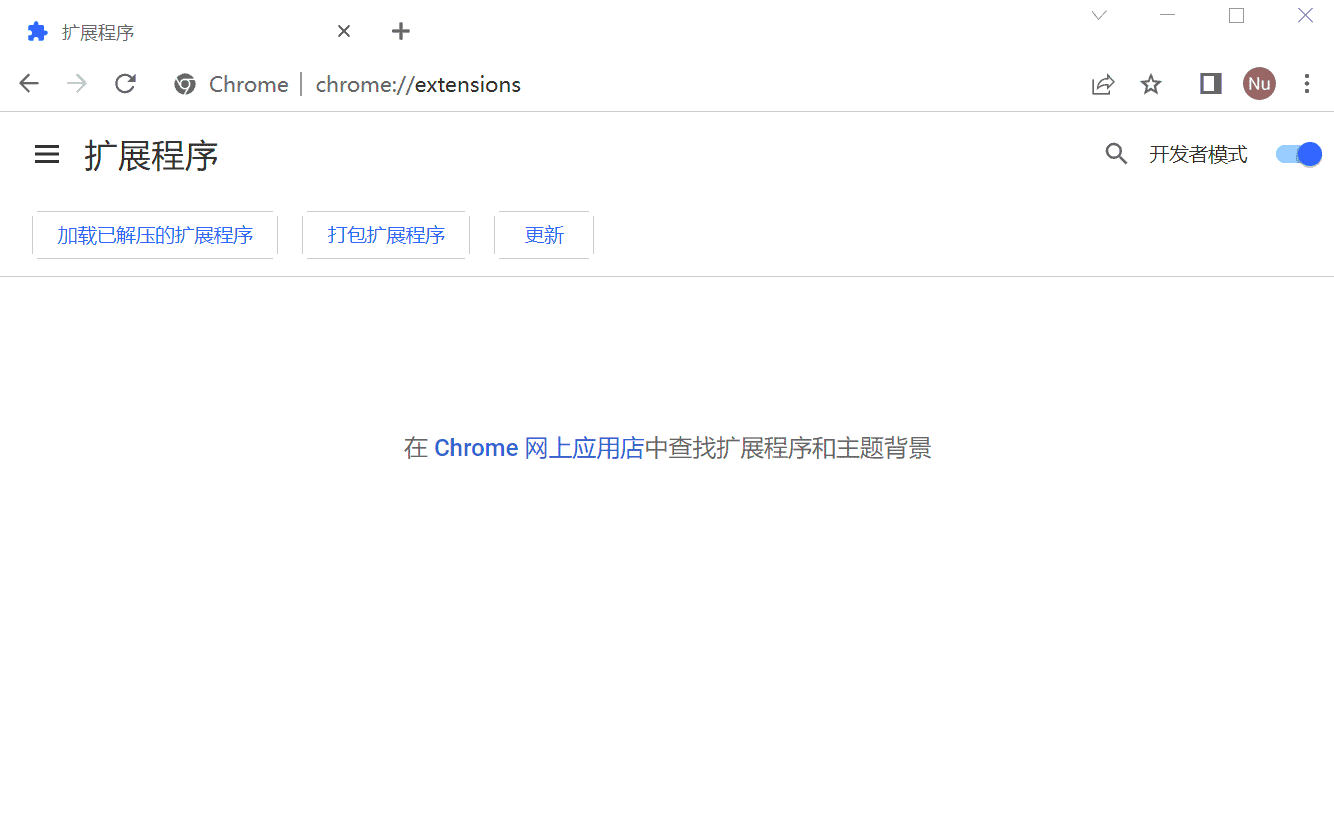 扩展程序
Chrome | chrome://extensions
Nu
扩展程序
开发者模式
加载已解压的扩展程序
打包扩展程序
更新
在 Chrome 网上应用店中查找扩展程序和主题背景